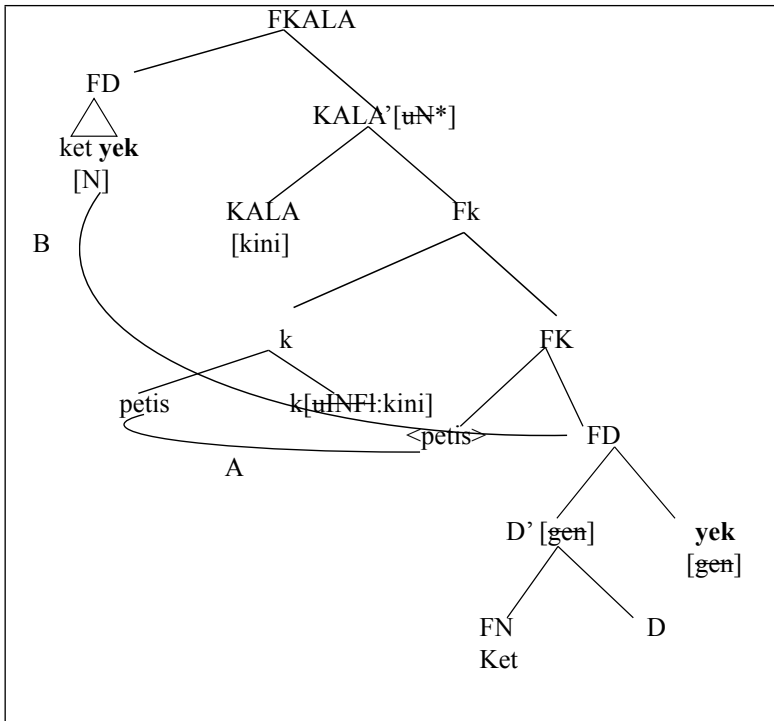 FKALA
FD
KALA’[uN*]
ket yek
[N]
KALA
Fk
[kini]
B
k
FK
petis
k[uINFl:kini]
<petis>
FD
A
D’ [gen]
yek
[gen]
FN
D
Ket